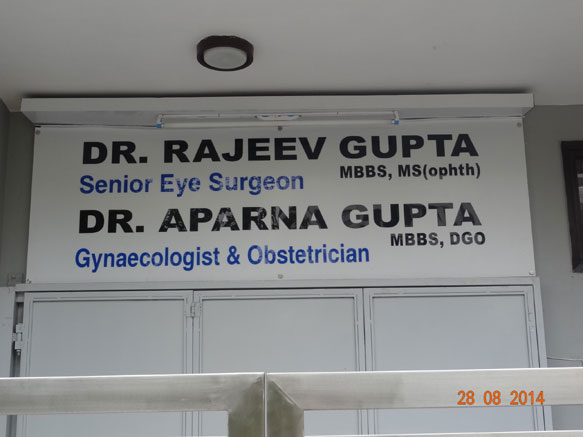 DR. RAJEEV GUPTA
MBBS, MS(ophth)
Senior Eye Surgeon
DR. APARNA GUPTA
MBBS, DGO
Gynaecologist & Obstetrician
28 08 2014